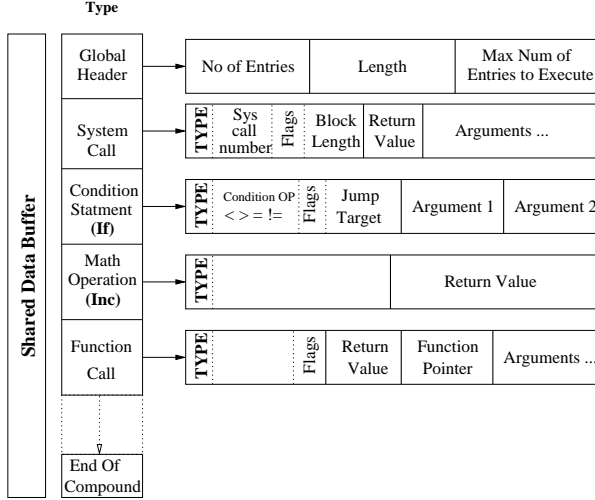 Type
Shared Data Buffer
Global
Header
No of Entries
Length
Max Num of
Entries to Execute
System
Call
TYPE
Sys
call
number
Flags
Block
Length
Return
Value
Arguments ...
Condition
Statment
(If)
TYPE
Condition OP
< > = !=
Flags
Jump
Target
Argument 1
Argument 2
Math
Operation
(Inc)
TYPE
Return Value
Function
Call
TYPE
Flags
Return
Value
Function
Pointer
Arguments ...
End Of
Compound